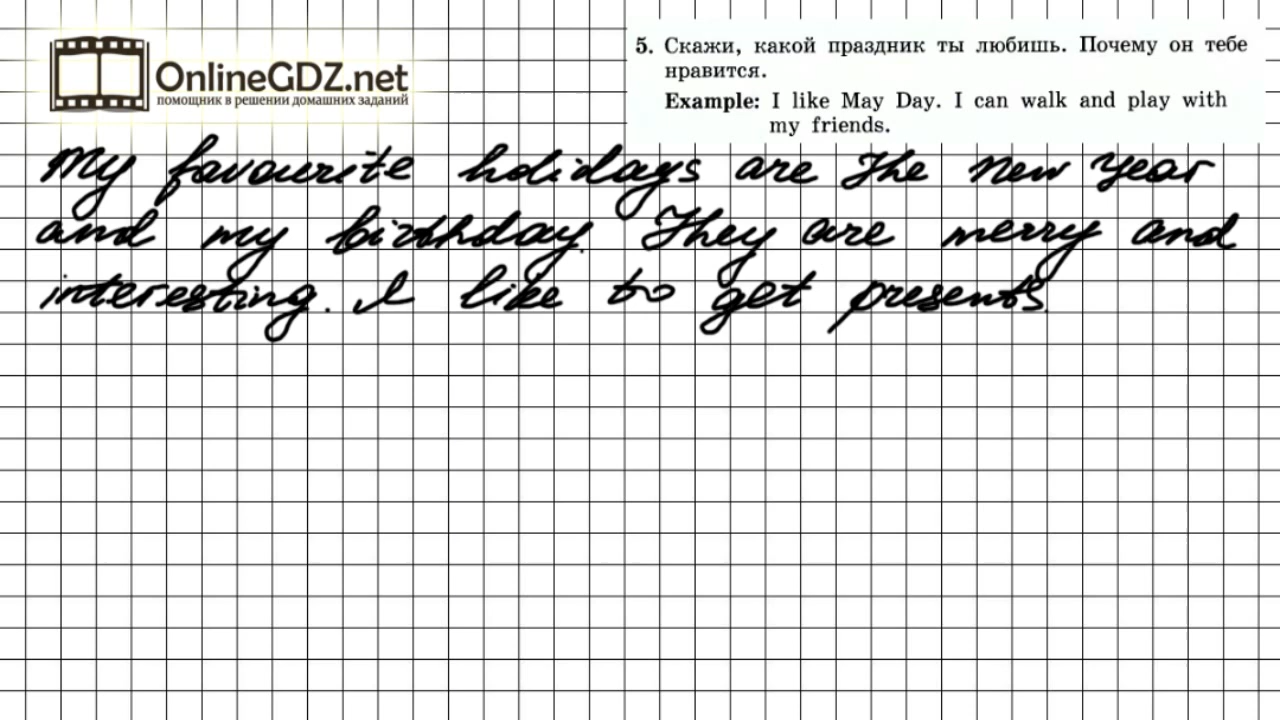 OnlineGDZ.net
помощник в решении домашних заданий
5. Скажи, какой праздник ты любишь. Почему он тебе
нравится.
Example: I like May Day. I can walk and play with
my friends.
My favourite holidays are The New Year
and my birthday. They are merry and
interesting. I like to get presents.